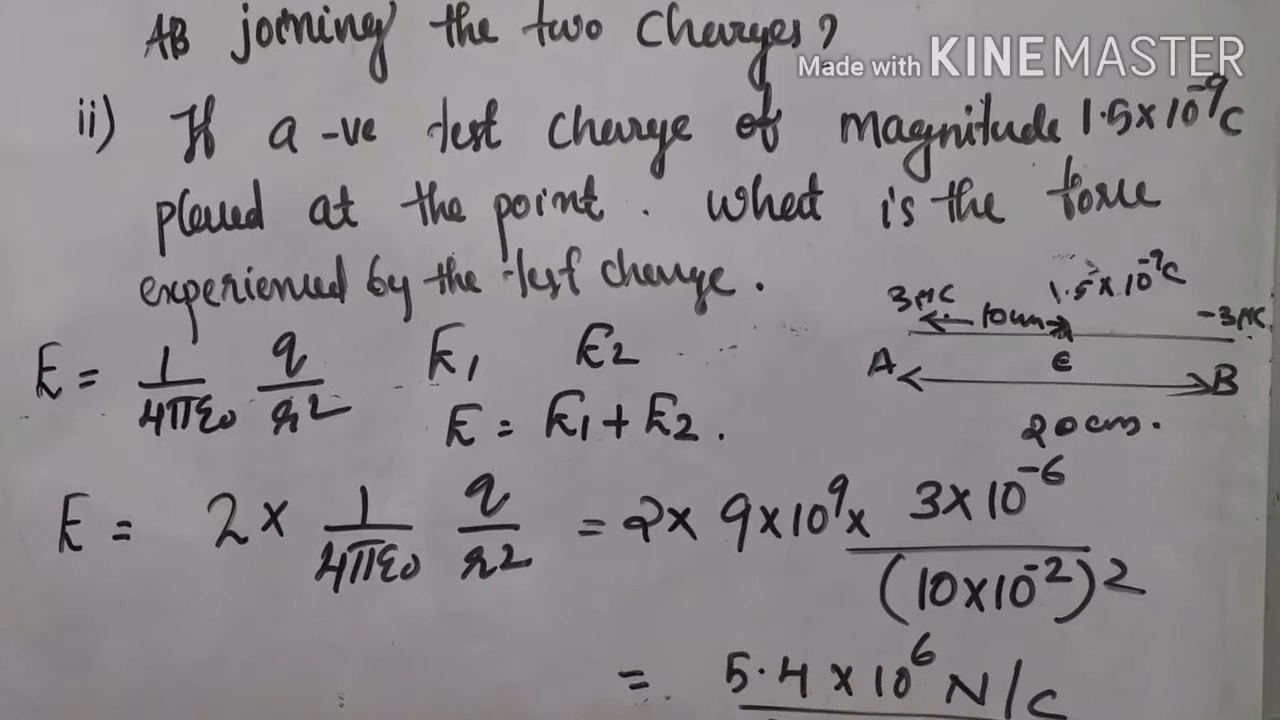 AB joining the two charges?
Made with KINEMASTER
ii) If a -ve test charge of magnitude 1.5×10⁻⁹C
placed at the point. What is the force
experienced by the test charge.
1.5×10⁻⁹C
3μC 10cm -3μC
A C B
20cm.
E = 1/4πε₀ q/r² E₁ E₂
E = E₁ + E₂.
E = 2× 1/4πε₀ q/r² = 2× 9×10⁹× 3×10⁻⁶/(10×10⁻²)²
= 5.4×10⁶ N/C